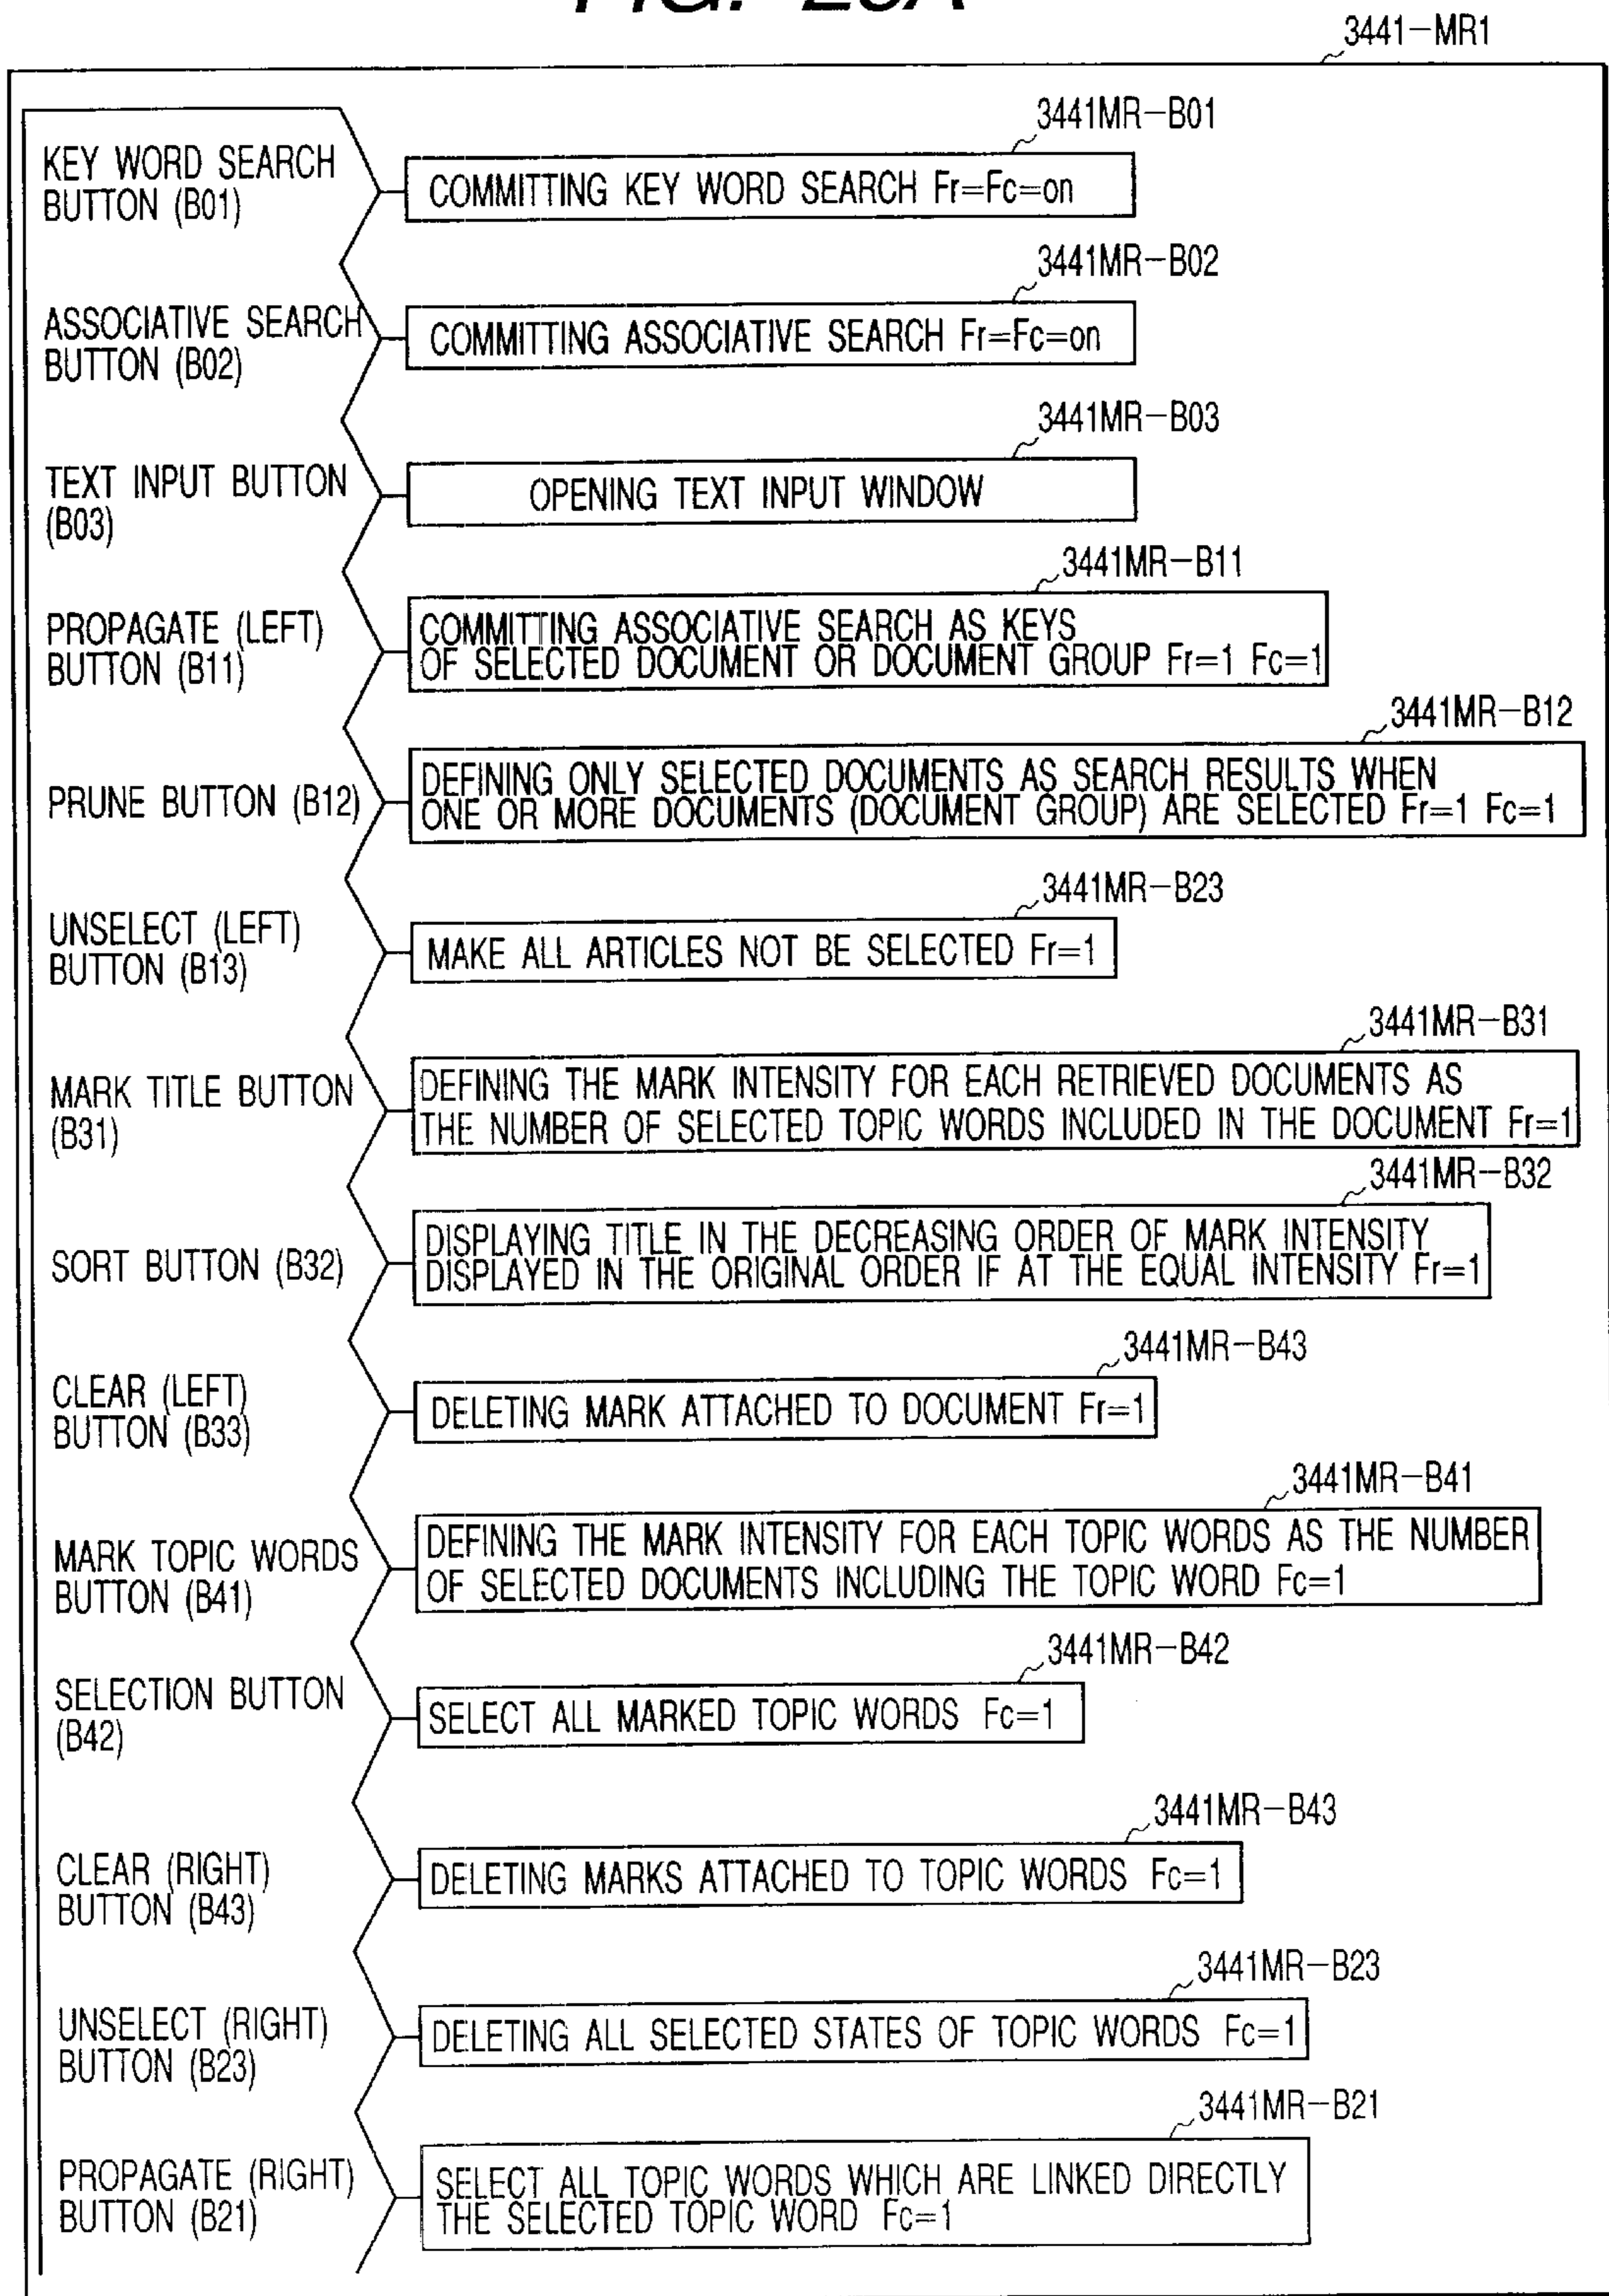 3441-MR1
3441MR-B01
KEY WORD SEARCH
BUTTON (B01)
COMMITTING KEY WORD SEARCH Fr=Fc=on
3441MR-B02
ASSOCIATIVE SEARCH
BUTTON (B02)
COMMITTING ASSOCIATIVE SEARCH Fr=Fc=on
3441MR-B03
TEXT INPUT BUTTON
(B03)
OPENING TEXT INPUT WINDOW
3441MR-B11
PROPAGATE (LEFT)
BUTTON (B11)
COMMITTING ASSOCIATIVE SEARCH AS KEYS
OF SELECTED DOCUMENT OR DOCUMENT GROUP Fr=1 Fc=1
3441MR-B12
PRUNE BUTTON (B12)
DEFINING ONLY SELECTED DOCUMENTS AS SEARCH RESULTS WHEN
ONE OR MORE DOCUMENTS (DOCUMENT GROUP) ARE SELECTED Fr=1 Fc=1
3441MR-B23
UNSELECT (LEFT)
BUTTON (B13)
MAKE ALL ARTICLES NOT BE SELECTED Fr=1
3441MR-B31
MARK TITLE BUTTON
(B31)
DEFINING THE MARK INTENSITY FOR EACH RETRIEVED DOCUMENTS AS
THE NUMBER OF SELECTED TOPIC WORDS INCLUDED IN THE DOCUMENT Fr=1
3441MR-B32
SORT BUTTON (B32)
DISPLAYING TITLE IN THE DECREASING ORDER OF MARK INTENSITY
DISPLAYED IN THE ORIGINAL ORDER IF AT THE EQUAL INTENSITY Fr=1
3441MR-B43
CLEAR (LEFT)
BUTTON (B33)
DELETING MARK ATTACHED TO DOCUMENT Fr=1
3441MR-B41
MARK TOPIC WORDS
BUTTON (B41)
DEFINING THE MARK INTENSITY FOR EACH TOPIC WORDS AS THE NUMBER
OF SELECTED DOCUMENTS INCLUDING THE TOPIC WORD Fc=1
3441MR-B42
SELECTION BUTTON
(B42)
SELECT ALL MARKED TOPIC WORDS Fc=1
3441MR-B43
CLEAR (RIGHT)
BUTTON (B43)
DELETING MARKS ATTACHED TO TOPIC WORDS Fc=1
3441MR-B23
UNSELECT (RIGHT)
BUTTON (B23)
DELETING ALL SELECTED STATES OF TOPIC WORDS Fc=1
3441MR-B21
PROPAGATE (RIGHT)
BUTTON (B21)
SELECT ALL TOPIC WORDS WHICH ARE LINKED DIRECTLY
THE SELECTED TOPIC WORD Fc=1